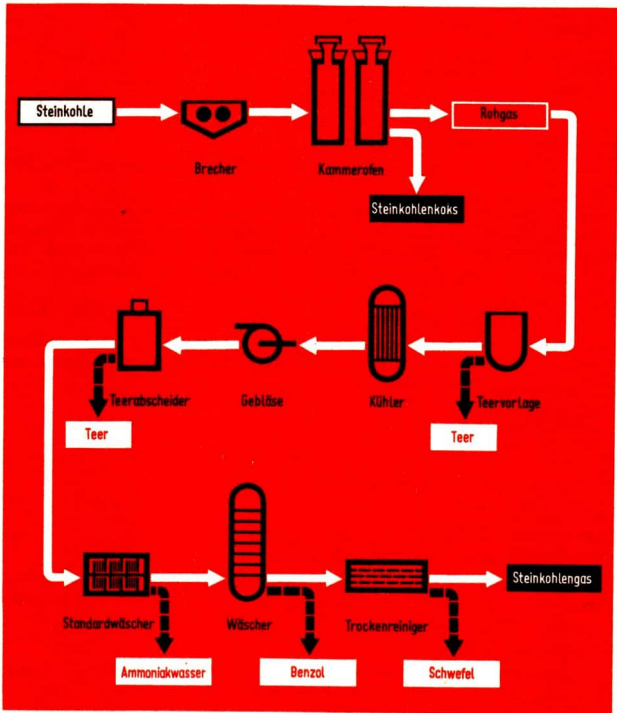 Steinkohle
Rohgas
Brecher
Kammerofen
Steinkohlenkoks
Teerabscheider
Gebläse
Kühler
Teervorlage
Teer
Teer
Steinkohlengas
Standardwäscher
Wäscher
Trockenreiniger
Ammoniakwasser
Benzol
Schwefel